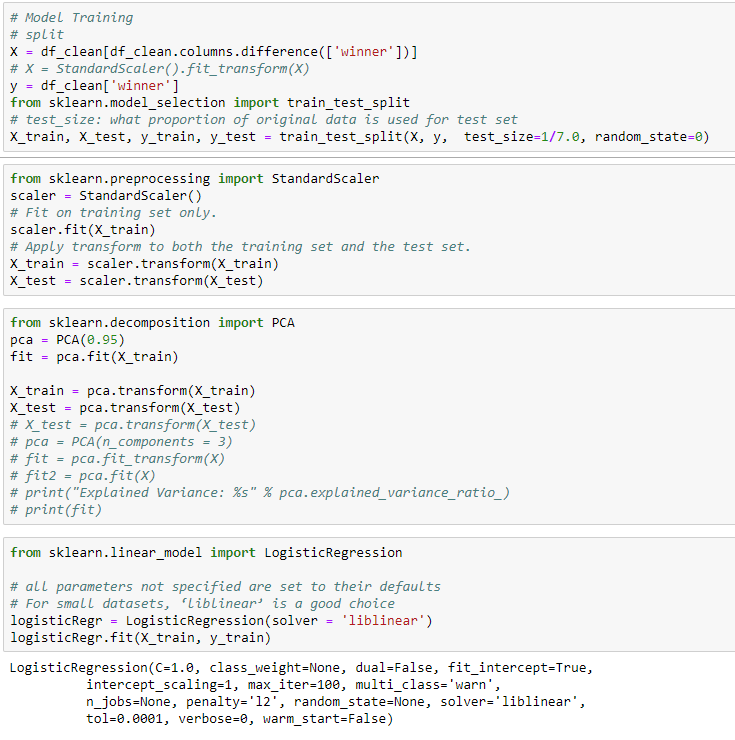 # Model Training
# split
X = df_clean[df_clean.columns.difference(['winner'])]
# X = StandardScaler().fit_transform(X)
y = df_clean['winner']
from sklearn.model_selection import train_test_split
# test_size: what proportion of original data is used for test set
X_train, X_test, y_train, y_test = train_test_split(X, y,  test_size=1/7.0, random_state=0)
from sklearn.preprocessing import StandardScaler
scaler = StandardScaler()
# Fit on training set only.
scaler.fit(X_train)
# Apply transform to both the training set and the test set.
X_train = scaler.transform(X_train)
X_test = scaler.transform(X_test)
from sklearn.decomposition import PCA
pca = PCA(0.95)
fit = pca.fit(X_train)
X_train = pca.transform(X_train)
X_test = pca.transform(X_test)
# X_test = pca.transform(X_test)
# pca = PCA(n_components = 3)
# fit = pca.fit_transform(X)
# fit2 = pca.fit(X)
# print("Explained Variance: %s" % pca.explained_variance_ratio_)
# print(fit)
from sklearn.linear_model import LogisticRegression
# all parameters not specified are set to their defaults
# For small datasets, ‘liblinear’ is a good choice
logisticRegr = LogisticRegression(solver = 'liblinear')
logisticRegr.fit(X_train, y_train)
LogisticRegression(C=1.0, class_weight=None, dual=False, fit_intercept=True,
          intercept_scaling=1, max_iter=100, multi_class='warn',
          n_jobs=None, penalty='l2', random_state=None, solver='liblinear',
          tol=0.0001, verbose=0, warm_start=False)